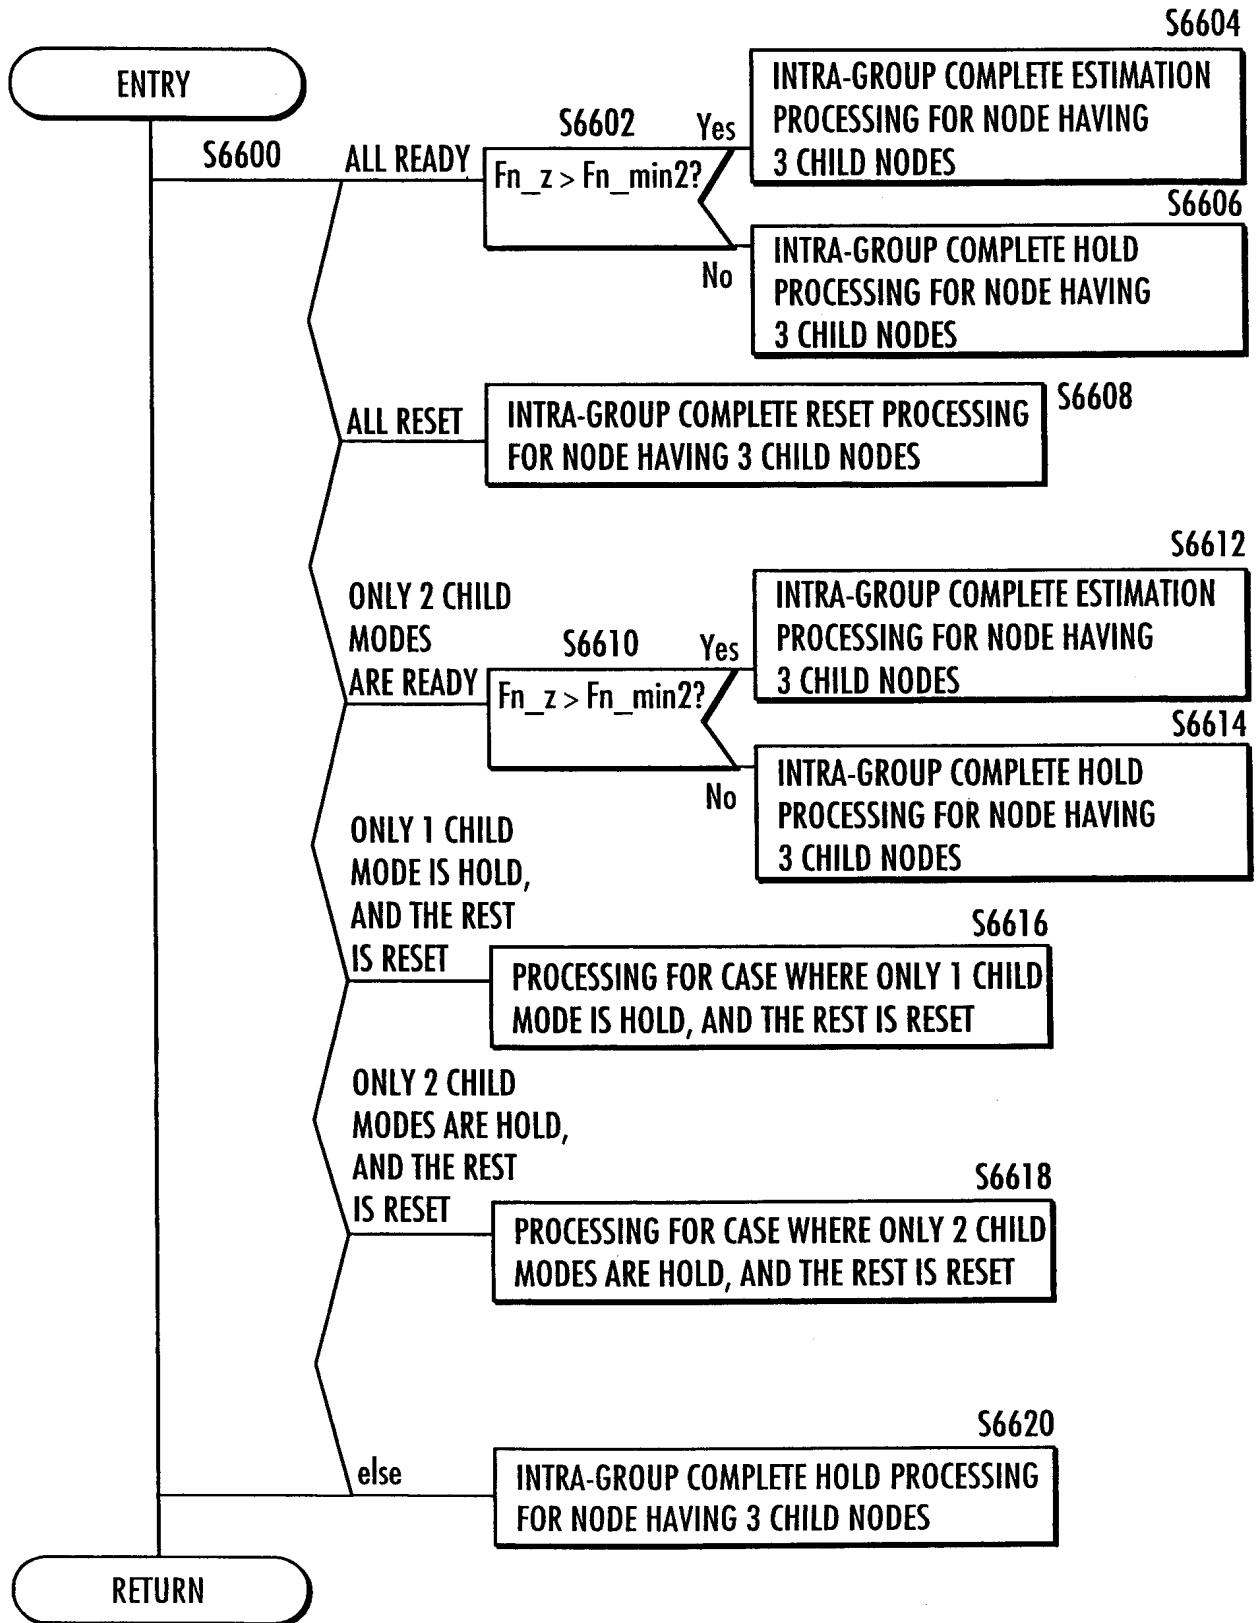 S6604
ENTRY
INTRA-GROUP COMPLETE ESTIMATION
PROCESSING FOR NODE HAVING
3 CHILD NODES
S6600
ALL READY
S6602
Yes
Fn_z > Fn_min2?
No
S6606
INTRA-GROUP COMPLETE HOLD
PROCESSING FOR NODE HAVING
3 CHILD NODES
ALL RESET
INTRA-GROUP COMPLETE RESET PROCESSING
FOR NODE HAVING 3 CHILD NODES
S6608
S6612
ONLY 2 CHILD
MODES
ARE READY
S6610
Yes
Fn_z > Fn_min2?
No
INTRA-GROUP COMPLETE ESTIMATION
PROCESSING FOR NODE HAVING
3 CHILD NODES
S6614
INTRA-GROUP COMPLETE HOLD
PROCESSING FOR NODE HAVING
3 CHILD NODES
ONLY 1 CHILD
MODE IS HOLD,
AND THE REST
IS RESET
S6616
PROCESSING FOR CASE WHERE ONLY 1 CHILD
MODE IS HOLD, AND THE REST IS RESET
ONLY 2 CHILD
MODES ARE HOLD,
AND THE REST
IS RESET
S6618
PROCESSING FOR CASE WHERE ONLY 2 CHILD
MODES ARE HOLD, AND THE REST IS RESET
else
S6620
INTRA-GROUP COMPLETE HOLD PROCESSING
FOR NODE HAVING 3 CHILD NODES
RETURN